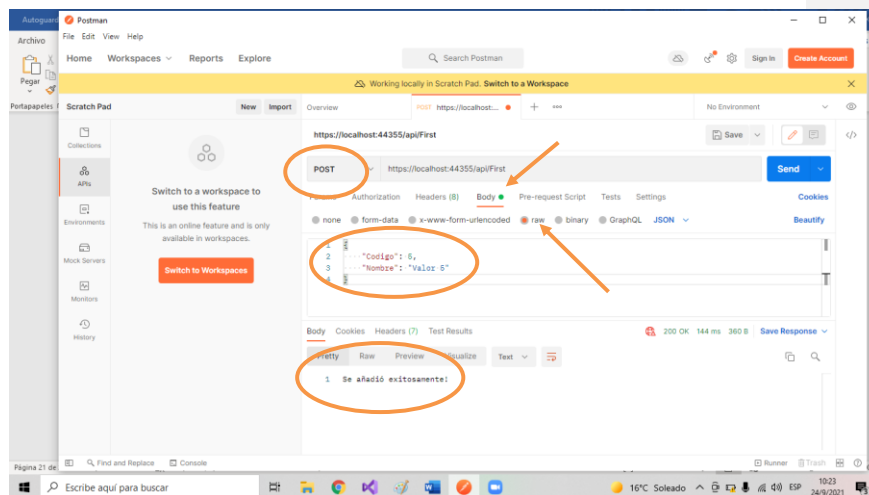 Autoguard
Postman
Archivo
File Edit View Help
Home Workspaces Reports Explore
Search Postman
Sign In
Create Account
Pegar
Working locally in Scratch Pad. Switch to a Workspace
Portapapeles
Scratch Pad
New
Import
Overview
POST https://localhost:...
No Environment
Collections
https://localhost:44355/api/First
Save
APIs
POST
https://localhost:44355/api/First
Send
Switch to a workspace to
use this feature
Params Authorization Headers (8) Body Pre-request Script Tests Settings
Cookies
Environments
This is an online feature and is only
available in workspaces.
none form-data x-www-form-urlencoded raw binary GraphQL JSON
Beautify
Mock Servers
Switch to Workspaces
1
2 "Codigo": 5,
3 "Nombre": "Valor 5"
4
Monitors
History
Body Cookies Headers (7) Test Results
200 OK 144 ms 360 B Save Response
Pretty Raw Preview Visualize Text
1 Se añadió exitosamente!
Página 21 de
Find and Replace Console
Runner Trash
Escribe aquí para buscar
16°C Soleado
ESP
10:23
24/9/2021